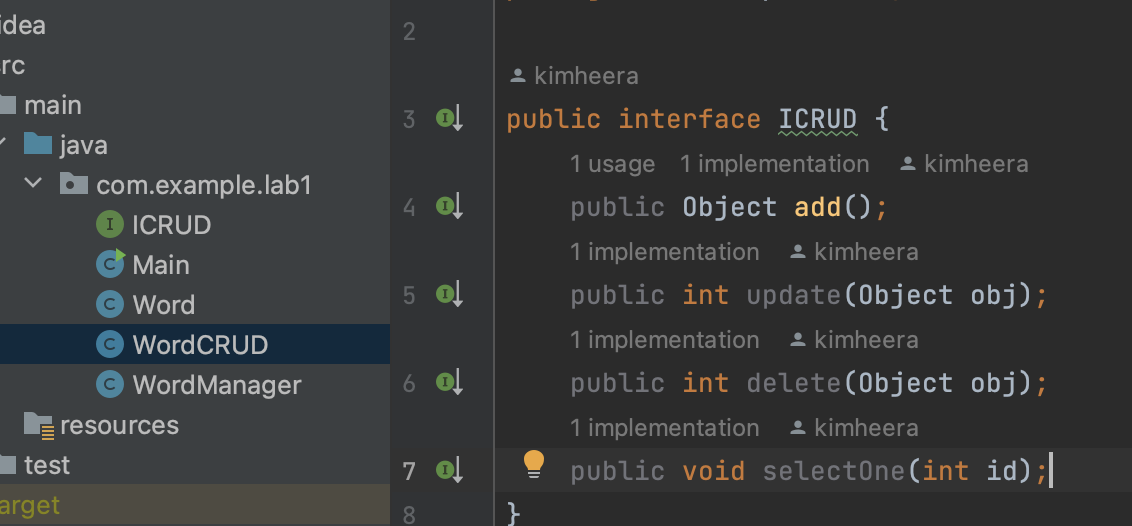 idea
src
main
java
com.example.lab1
ICRUD
Main
Word
WordCRUD
WordManager
resources
test
target
2
kimheera
3 public interface ICRUD {
1 usage 1 implementation kimheera
4 public Object add();
1 implementation kimheera
5 public int update(Object obj);
1 implementation kimheera
6 public int delete(Object obj);
1 implementation kimheera
7 public void selectOne(int id);
8 }